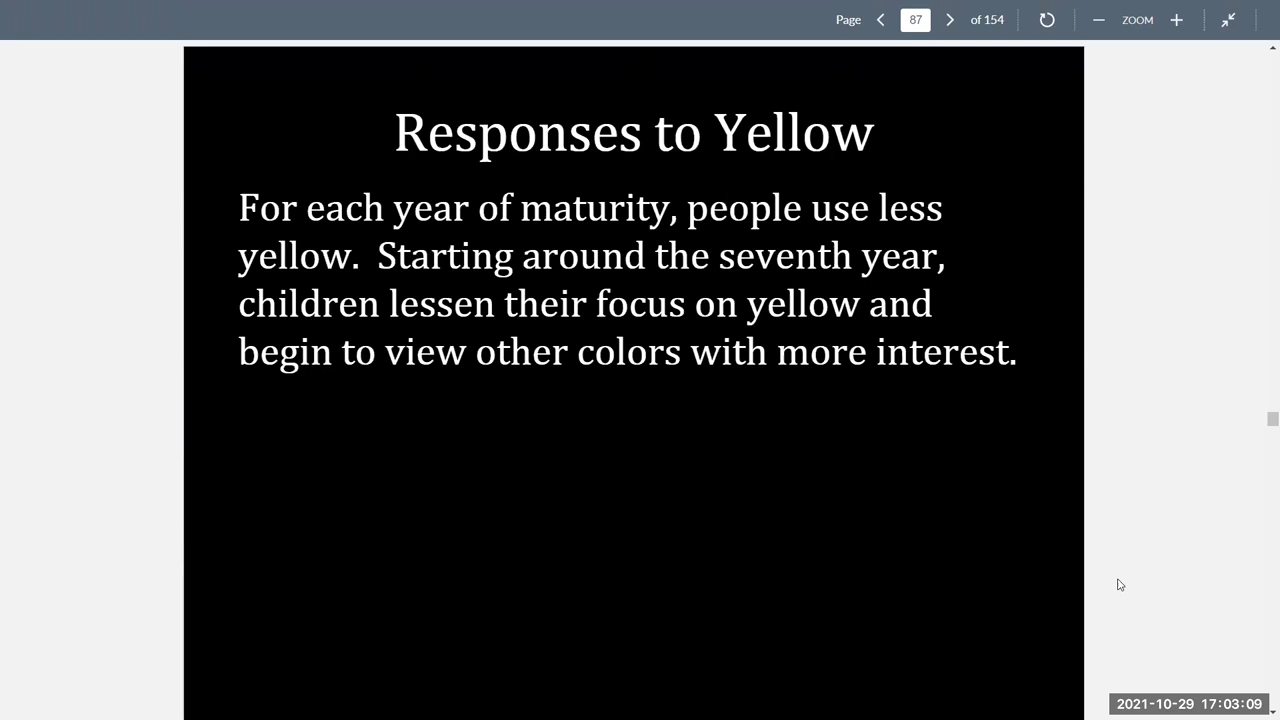 Page 87 of 154 ZOOM
Responses to Yellow
For each year of maturity, people use less
yellow.  Starting around the seventh year,
children lessen their focus on yellow and
begin to view other colors with more interest.
2021-10-29 17:03:09